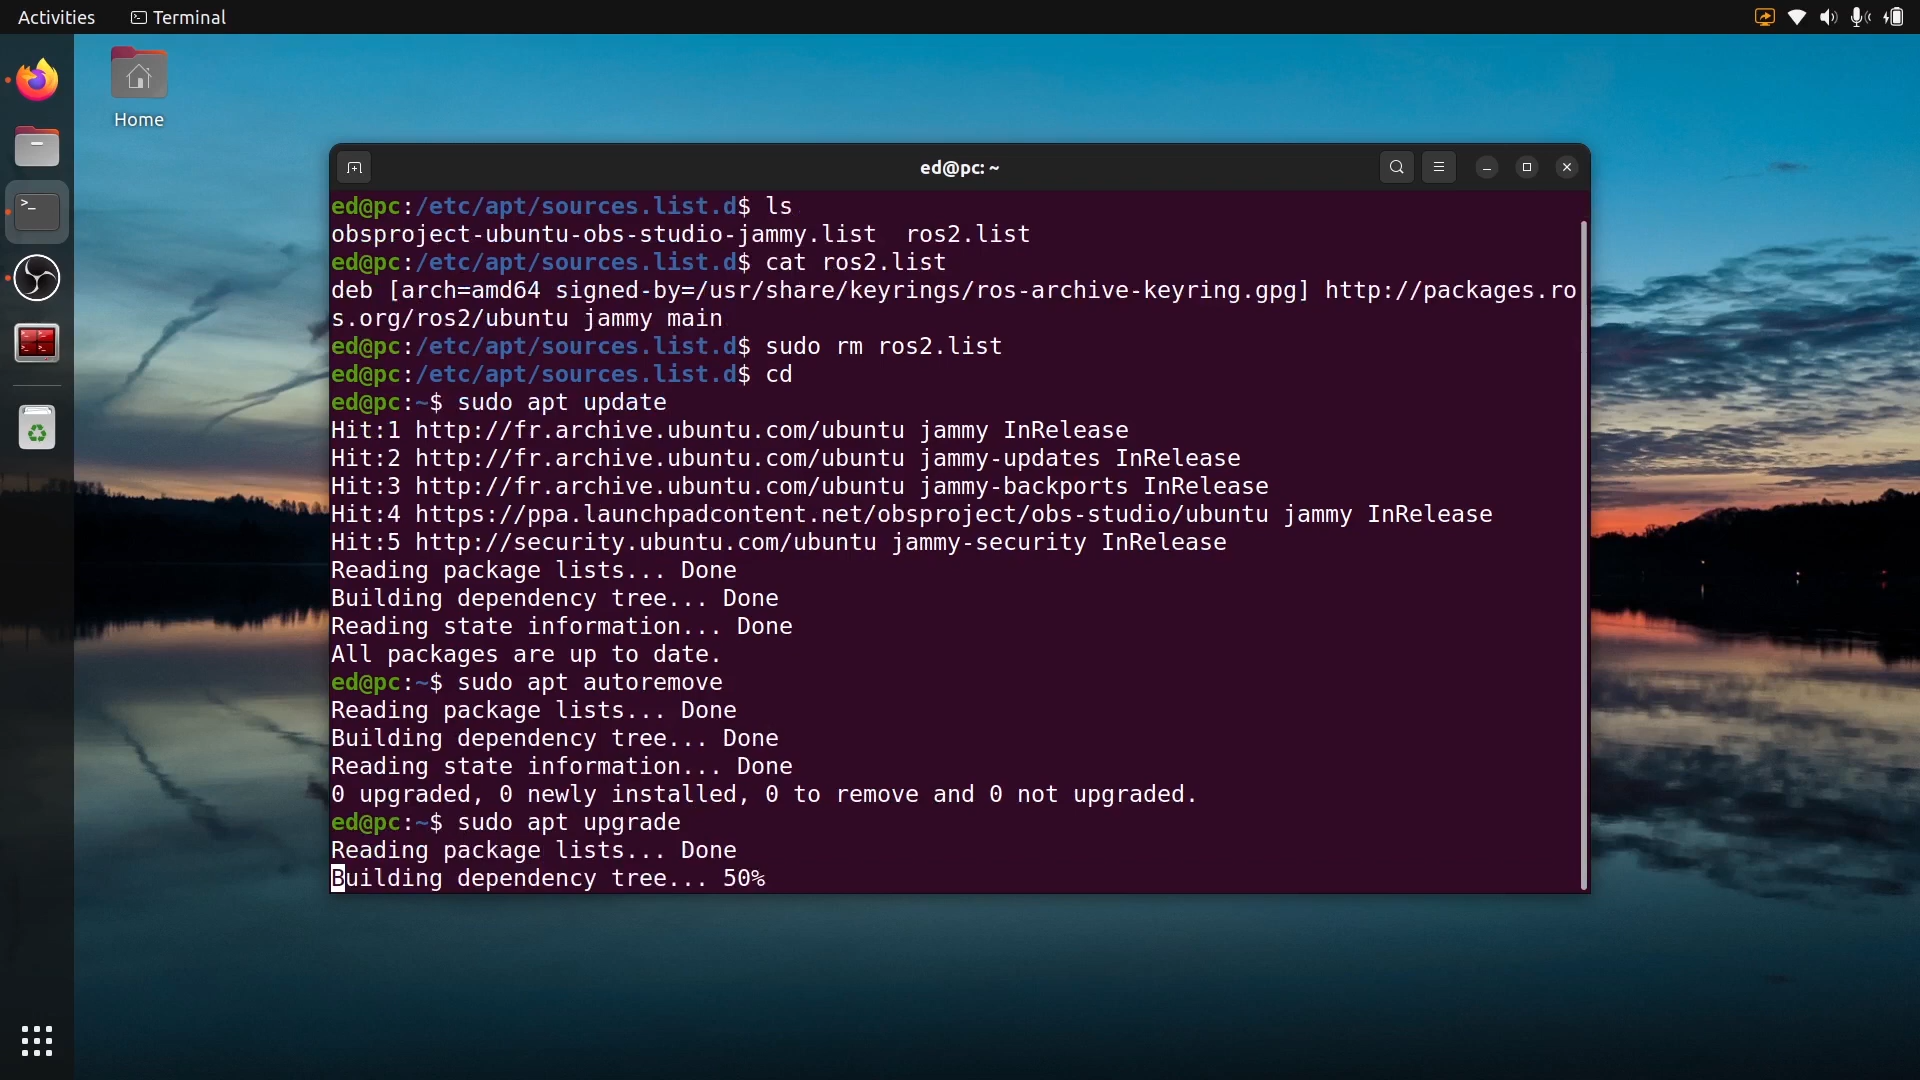 Activities
Terminal
Home
ed@pc: ~
ed@pc:/etc/apt/sources.list.d$ ls
obsproject-ubuntu-obs-studio-jammy.list  ros2.list
ed@pc:/etc/apt/sources.list.d$ cat ros2.list
deb [arch=amd64 signed-by=/usr/share/keyrings/ros-archive-keyring.gpg] http://packages.ro
s.org/ros2/ubuntu jammy main
ed@pc:/etc/apt/sources.list.d$ sudo rm ros2.list
ed@pc:/etc/apt/sources.list.d$ cd
ed@pc:~$ sudo apt update
Hit:1 http://fr.archive.ubuntu.com/ubuntu jammy InRelease
Hit:2 http://fr.archive.ubuntu.com/ubuntu jammy-updates InRelease
Hit:3 http://fr.archive.ubuntu.com/ubuntu jammy-backports InRelease
Hit:4 https://ppa.launchpadcontent.net/obsproject/obs-studio/ubuntu jammy InRelease
Hit:5 http://security.ubuntu.com/ubuntu jammy-security InRelease
Reading package lists... Done
Building dependency tree... Done
Reading state information... Done
All packages are up to date.
ed@pc:~$ sudo apt autoremove
Reading package lists... Done
Building dependency tree... Done
Reading state information... Done
0 upgraded, 0 newly installed, 0 to remove and 0 not upgraded.
ed@pc:~$ sudo apt upgrade
Reading package lists... Done
Building dependency tree... 50%